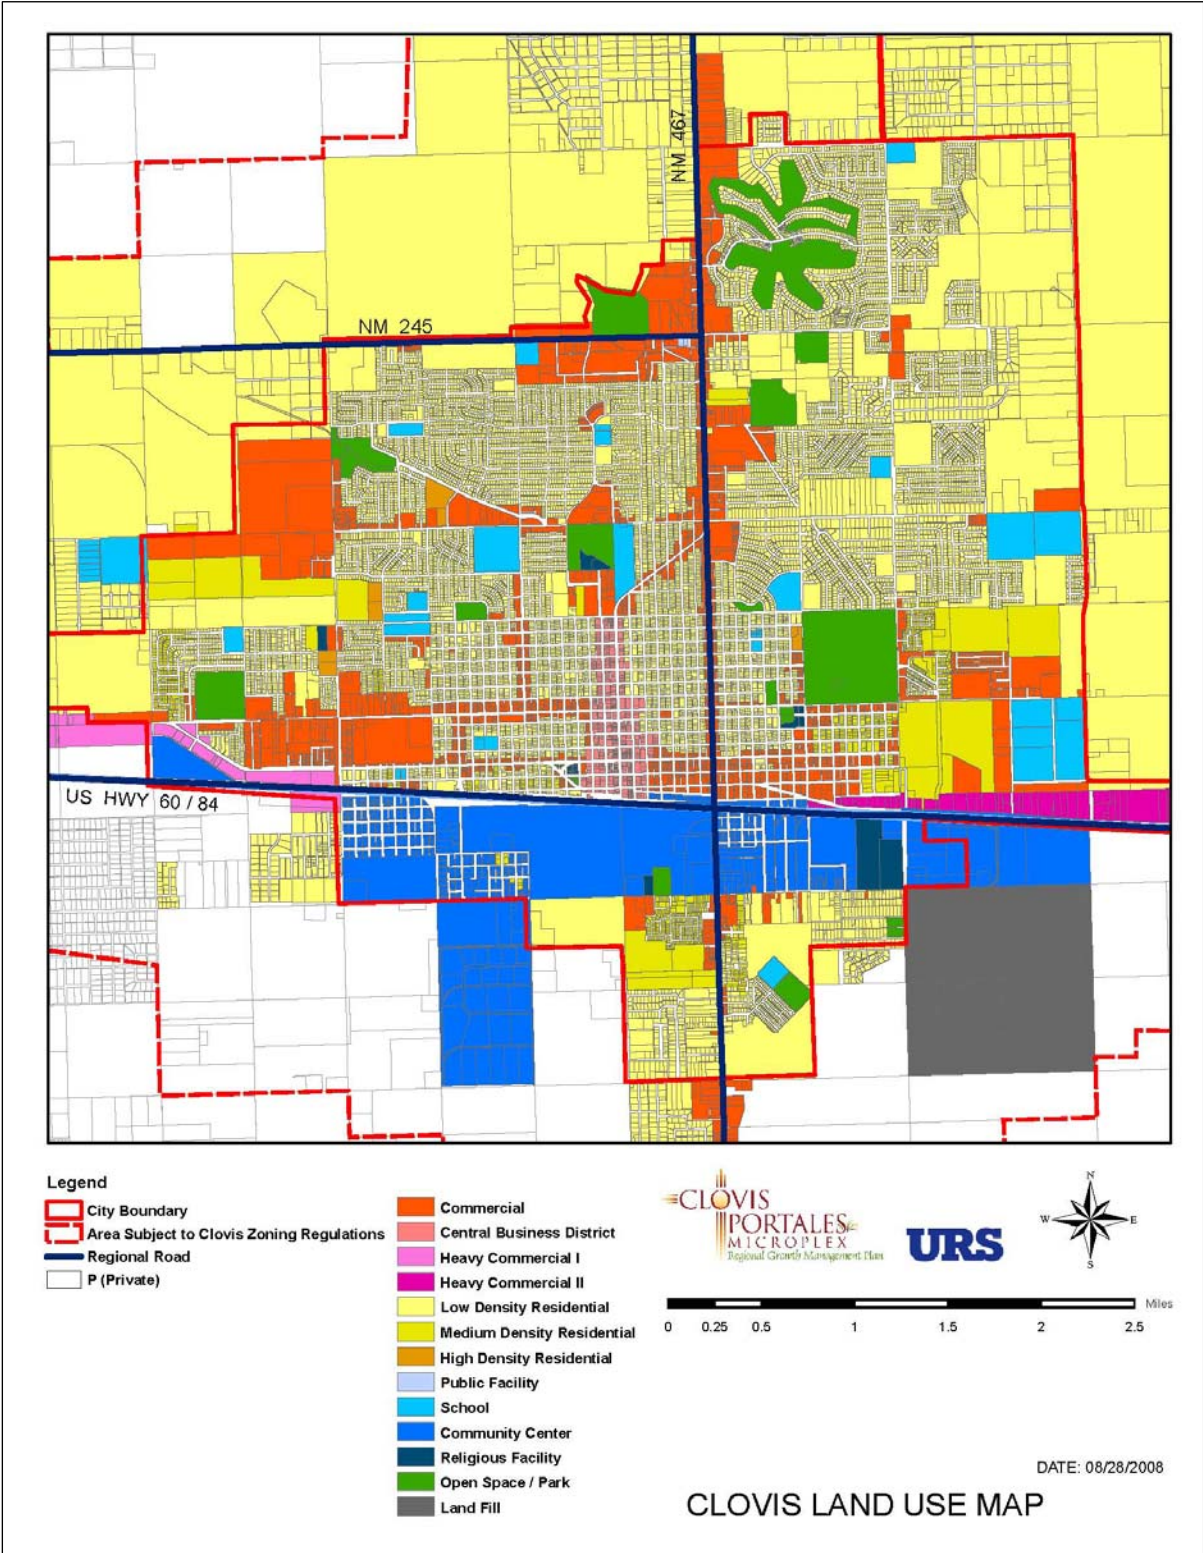 NM 467
NM 245
US HWY 60 / 84
Legend
City Boundary
Area Subject to Clovis Zoning Regulations
Regional Road
P (Private)
Commercial
Central Business District
Heavy Commercial I
Heavy Commercial II
Low Density Residential
Medium Density Residential
High Density Residential
Public Facility
School
Community Center
Religious Facility
Open Space / Park
Land Fill
CLOVIS
PORTALES
MICROPLEX
Regional Growth Management Plan
URS
N
W E
S
Miles
0 0.25 0.5 1 1.5 2 2.5
DATE: 08/28/2008
CLOVIS LAND USE MAP